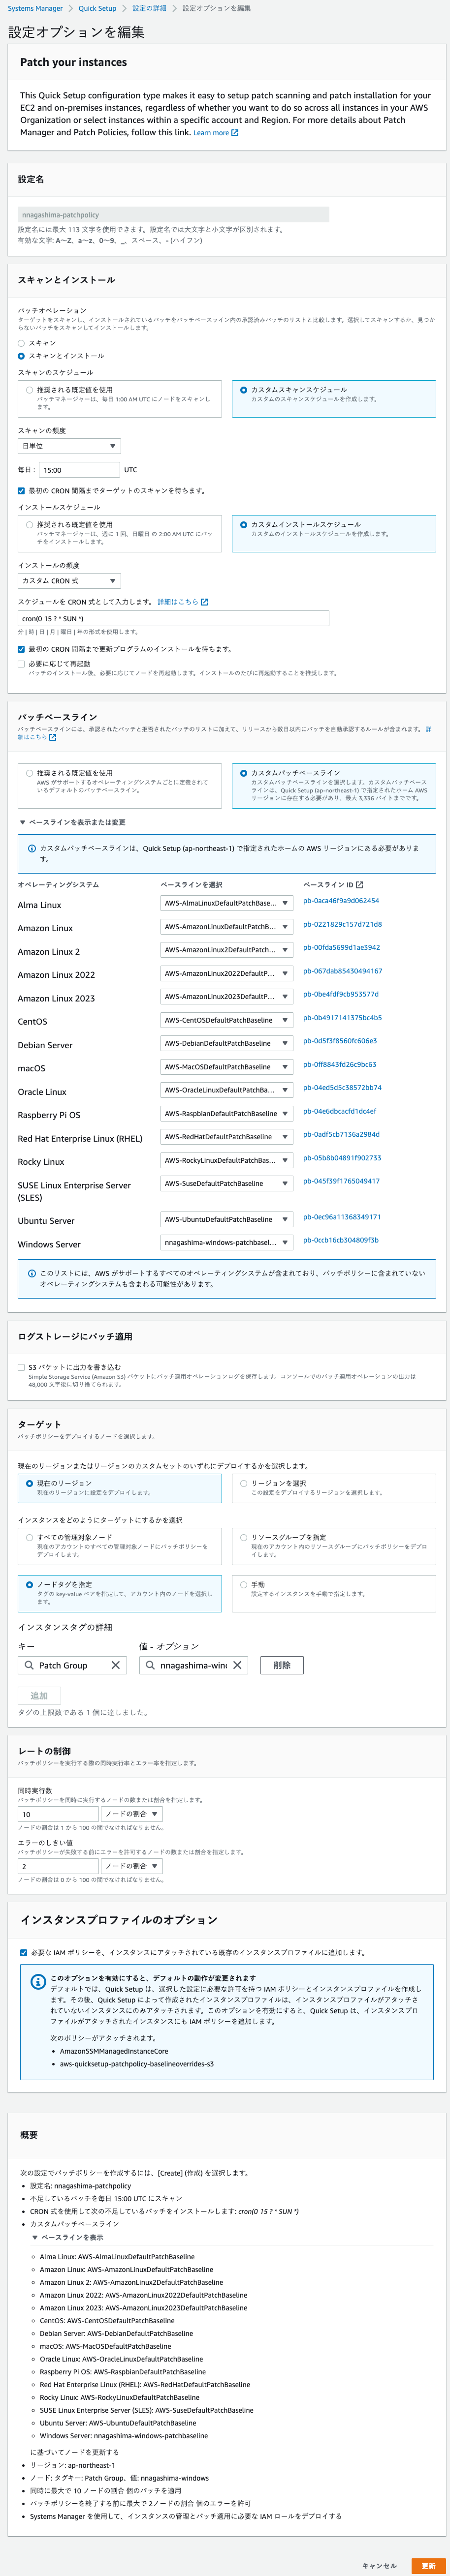 Systems Manager > Quick Setup > 設定の詳細 > 設定オプションを編集
設定オプションを編集
Patch your instances
This Quick Setup configuration type makes it easy to setup patch scanning and patch installation for your
EC2 and on-premises instances, regardless of whether you want to do so across all instances in your AWS
Organization or select instances within a specific account and Region. For more details about Patch
Manager and Patch Policies, follow this link. Learn more
設定名
nnagashima-patchpolicy
設定名には最大 113 文字を使用できます。設定名では大文字と小文字が区別されます。
有効な文字: A〜Z、a〜z、0〜9、_、スペース、- (ハイフン)
スキャンとインストール
パッチオペレーション
ターゲットをスキャンし、インストールされているパッチをパッチベースライン内の承認済みパッチのリストと比較します。選択してスキャンするか、見つか
らないパッチをスキャンしてインストールします。
スキャン
スキャンとインストール
スキャンのスケジュール
推奨される既定値を使用
パッチマネージャーは、毎日 1:00 AM UTC にノードをスキャンし
ます。
カスタムスキャンスケジュール
カスタムのスキャンスケジュールを作成します。
スキャンの頻度
日単位
毎日: 15:00 UTC
最初の CRON 間隔までターゲットのスキャンを待ちます。
インストールスケジュール
推奨される既定値を使用
パッチマネージャーは、週に 1 回、日曜日 の 2:00 AM UTC にパッ
チをインストールします。
カスタムインストールスケジュール
カスタムのインストールスケジュールを作成します。
インストールの頻度
カスタム CRON 式
スケジュールを CRON 式として入力します。 詳細はこちら
cron(0 15 ? * SUN *)
分 | 時 | 日 | 月 | 曜日 | 年の形式を使用します。
最初の CRON 間隔まで更新プログラムのインストールを待ちます。
必要に応じて再起動
パッチのインストール後、必要に応じてノードを再起動します。インストールのたびに再起動することを推奨します。
パッチベースライン
パッチベースラインには、承認されたパッチと拒否されたパッチのリストに加えて、リリースから数日以内にパッチを自動承認するルールが含まれます。 詳
細はこちら
推奨される既定値を使用
AWS がサポートするオペレーティングシステムごとに定義されて
いるデフォルトのパッチベースライン。
カスタムパッチベースライン
カスタムパッチベースラインを選択します。カスタムパッチベース
ラインは、Quick Setup (ap-northeast-1) で指定されたホーム AWS
リージョンに存在する必要があり、最大 3,336 バイトまでです。
ベースラインを表示または変更
カスタムパッチベースラインは、Quick Setup (ap-northeast-1) で指定されたホームの AWS リージョンにある必要がありま
す。
オペレーティングシステム ベースラインを選択 ベースライン ID
Alma Linux AWS-AlmaLinuxDefaultPatchBase... pb-0aca46f9a9d062454
Amazon Linux AWS-AmazonLinuxDefaultPatchB... pb-0221829c157d721d8
Amazon Linux 2 AWS-AmazonLinux2DefaultPatch... pb-00fda5699d1ae3942
Amazon Linux 2022 AWS-AmazonLinux2022DefaultP... pb-067dab85430494167
Amazon Linux 2023 AWS-AmazonLinux2023DefaultP... pb-0be4fdf9cb953577d
CentOS AWS-CentOSDefaultPatchBaseline pb-0b4917141375bc4b5
Debian Server AWS-DebianDefaultPatchBaseline pb-0d5f3f8560fc606e3
macOS AWS-MacOSDefaultPatchBaseline pb-0ff8843fd26c9bc63
Oracle Linux AWS-OracleLinuxDefaultPatchBa... pb-04ed5d5c38572bb74
Raspberry Pi OS AWS-RaspbianDefaultPatchBaseline pb-04e6dbcacfd1dc4ef
Red Hat Enterprise Linux (RHEL) AWS-RedHatDefaultPatchBaseline pb-0adf5cb7136a2984d
Rocky Linux AWS-RockyLinuxDefaultPatchBas... pb-05b8b04891f902733
SUSE Linux Enterprise Server AWS-SuseDefaultPatchBaseline pb-045f39f1765049417
(SLES)
Ubuntu Server AWS-UbuntuDefaultPatchBaseline pb-0ec96a11368349171
Windows Server nnagashima-windows-patchbasel... pb-0ccb16cb304809f3b
このリストには、AWS がサポートするすべてのオペレーティングシステムが含まれており、パッチポリシーに含まれていない
オペレーティングシステムも含まれる可能性があります。
ログストレージにパッチ適用
S3 バケットに出力を書き込む
Simple Storage Service (Amazon S3) バケットにパッチ適用オペレーションログを保存します。コンソールでのパッチ適用オペレーションの出力は
48,000 文字後に切り捨てられます。
ターゲット
パッチポリシーをデプロイするノードを選択します。
現在のリージョンまたはリージョンのカスタムセットのいずれにデプロイするかを選択します。
現在のリージョン
現在のリージョンに設定をデプロイします。
リージョンを選択
この設定をデプロイするリージョンを選択します。
インスタンスをどのようにターゲットにするかを選択
すべての管理対象ノード
現在のアカウントのすべての管理対象ノードにパッチポリシーを
デプロイします。
リソースグループを指定
現在のアカウント内のリソースグループにパッチポリシーをデプロ
イします。
ノードタグを指定
タグの key-value ペアを指定して、アカウント内のノードを選択し
ます。
手動
設定するインスタンスを手動で指定します。
インスタンスタグの詳細
キー 値 - オプション
Patch Group nnagashima-wind 削除
追加
タグの上限数である 1 個に達しました。
レートの制御
パッチポリシーを実行する際の同時実行率とエラー率を指定します。
同時実行数
パッチポリシーを同時に実行するノードの数または割合を指定します。
10 ノードの割合
ノードの割合は 1 から 100 の間でなければなりません。
エラーのしきい値
パッチポリシーが失敗する前にエラーを許可するノードの数または割合を指定します。
2 ノードの割合
ノードの割合は 0 から 100 の間でなければなりません。
インスタンスプロファイルのオプション
必要な IAM ポリシーを、インスタンスにアタッチされている既存のインスタンスプロファイルに追加します。
このオプションを有効にすると、デフォルトの動作が変更されます
デフォルトでは、Quick Setup は、選択した設定に必要な許可を持つ IAM ポリシーとインスタンスプロファイルを作成しま
す。その後、Quick Setup によって作成されたインスタンスプロファイルは、インスタンスプロファイルがアタッチさ
れていないインスタンスにのみアタッチされます。このオプションを有効にすると、Quick Setup は、インスタンスプロ
ファイルがアタッチされたインスタンスにも IAM ポリシーを追加します。
次のポリシーがアタッチされます。
• AmazonSSMManagedInstanceCore
• aws-quicksetup-patchpolicy-baselineoverrides-s3
概要
次の設定でパッチポリシーを作成するには、[Create] (作成) を選択します。
• 設定名: nnagashima-patchpolicy
• 不足しているパッチを毎日 15:00 UTC にスキャン
• CRON 式を使用して次の不足しているパッチをインストールします: cron(0 15 ? * SUN *)
• カスタムパッチベースライン
ベースラインを表示
Alma Linux: AWS-AlmaLinuxDefaultPatchBaseline
Amazon Linux: AWS-AmazonLinuxDefaultPatchBaseline
Amazon Linux 2: AWS-AmazonLinux2DefaultPatchBaseline
Amazon Linux 2022: AWS-AmazonLinux2022DefaultPatchBaseline
Amazon Linux 2023: AWS-AmazonLinux2023DefaultPatchBaseline
CentOS: AWS-CentOSDefaultPatchBaseline
Debian Server: AWS-DebianDefaultPatchBaseline
macOS: AWS-MacOSDefaultPatchBaseline
Oracle Linux: AWS-OracleLinuxDefaultPatchBaseline
Raspberry Pi OS: AWS-RaspbianDefaultPatchBaseline
Red Hat Enterprise Linux (RHEL): AWS-RedHatDefaultPatchBaseline
Rocky Linux: AWS-RockyLinuxDefaultPatchBaseline
SUSE Linux Enterprise Server (SLES): AWS-SuseDefaultPatchBaseline
Ubuntu Server: AWS-UbuntuDefaultPatchBaseline
Windows Server: nnagashima-windows-patchbaseline
に基づいてノードを更新する
• リージョン: ap-northeast-1
• ノード: タグキー: Patch Group、値: nnagashima-windows
• 同時に最大で 10 ノードの割合 個のパッチを適用
• パッチポリシーを終了する前に最大で 2ノードの割合 個のエラーを許可
• Systems Manager を使用して、インスタンスの管理とパッチ適用に必要な IAM ロールをデプロイする
キャンセル 更新